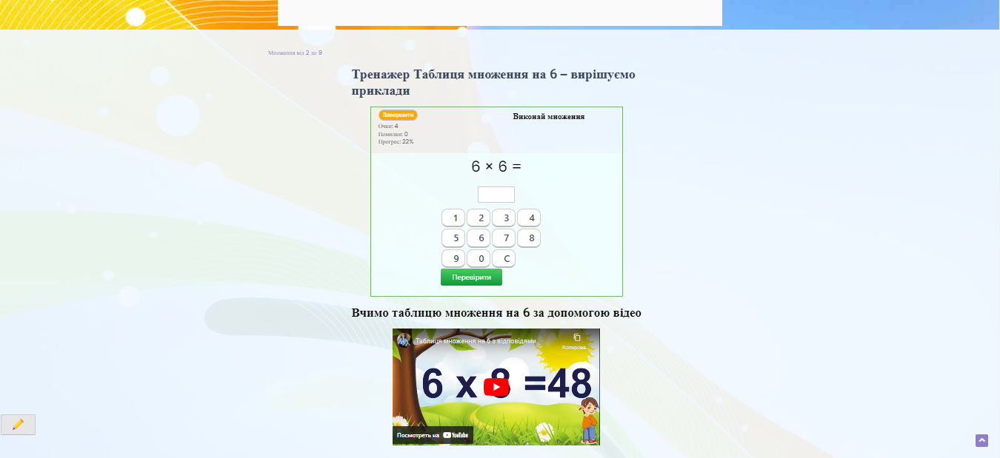 Множення від 2 до 9
Тренажер Таблиця множення на 6 – вирішуємо
приклади
Завершити
Виконай множення
Очки: 4
Помилки: 0
Прогрес: 22%
6 × 6 =
1 2 3 4
5 6 7 8
9 0 C
Перевірити
Вчимо таблицю множення на 6 за допомогою відео
Таблиця множення на 6 з відповідями
Копирова...
6 x 8 =48
Посмотреть на YouTube